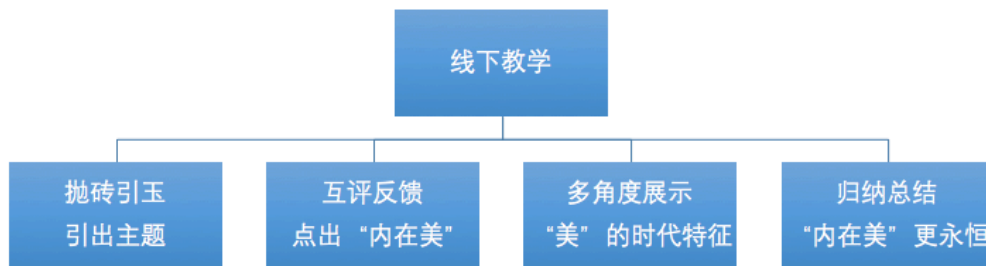 线下教学
抛砖引玉
引出主题
互评反馈
点出“内在美”
多角度展示
“美”的时代特征
归纳总结
“内在美”更永恒